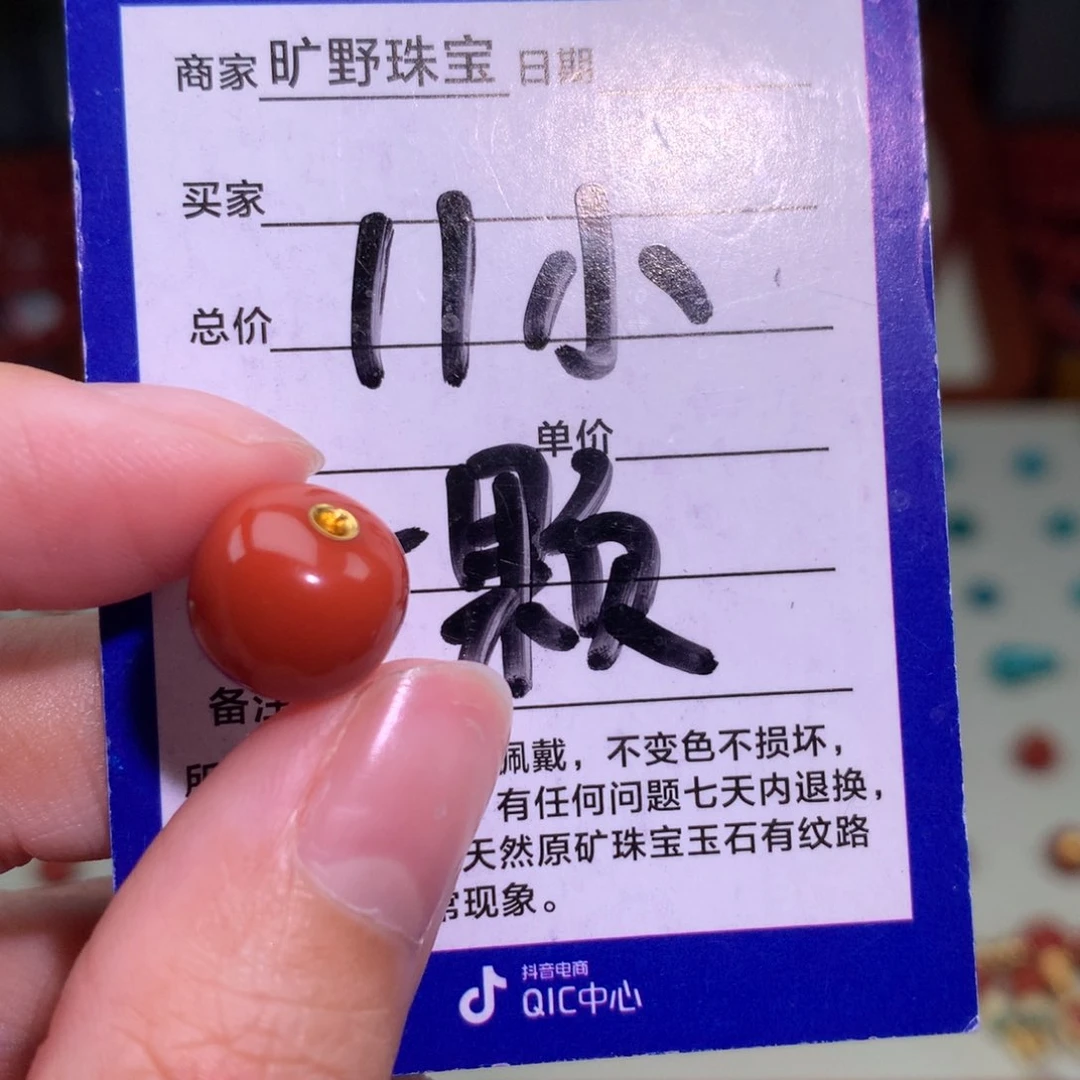 商家 旷野珠宝 日期
买家
11小
总价
单价
颗
备注
佩戴，不变色不损坏，
有任何问题七天内退换，
天然原矿珠宝玉石有纹路
常现象。
抖音电商
QIC中心